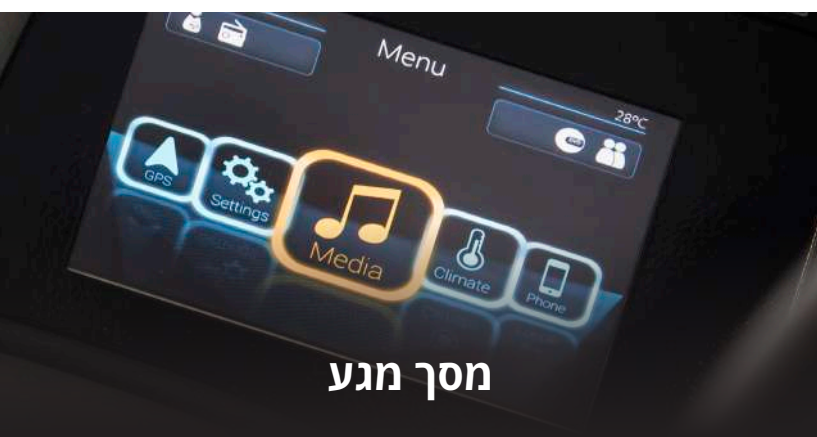 Menu
28°C
GPS
Settings
Media
Climate
Phone
מסך מגע